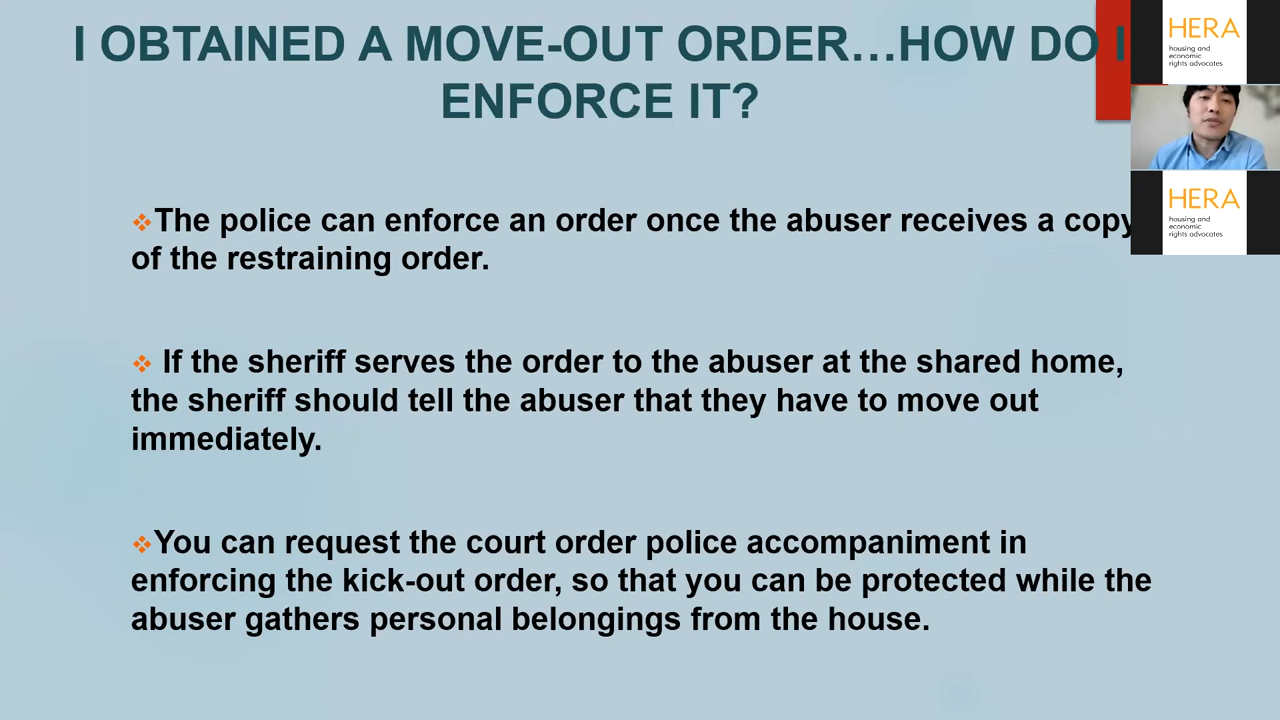 I OBTAINED A MOVE-OUT ORDER…HOW DO I
ENFORCE IT?
HERA
housing and
economic
rights advocates
HERA
housing and
economic
rights advocates
❖The police can enforce an order once the abuser receives a copy
of the restraining order.
❖ If the sheriff serves the order to the abuser at the shared home,
the sheriff should tell the abuser that they have to move out
immediately.
❖You can request the court order police accompaniment in
enforcing the kick-out order, so that you can be protected while the
abuser gathers personal belongings from the house.